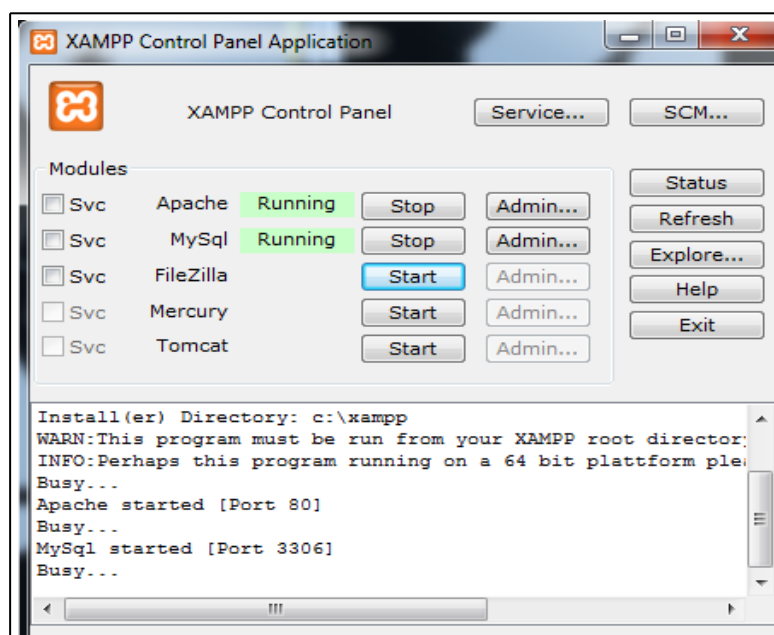 XAMPP Control Panel Application
XAMPP Control Panel Service... SCM...
Modules
Svc Apache Running Stop Admin...
Svc MySql Running Stop Admin...
Svc FileZilla Start Admin...
Svc Mercury Start Admin...
Svc Tomcat Start Admin...
Status
Refresh
Explore...
Help
Exit
Install(er) Directory: c:\xampp
WARN:This program must be run from your XAMPP root
INFO:Perhaps this program running on a 64 bit plattform
Busy...
Apache started [Port 80]
Busy...
MySql started [Port 3306]
Busy...